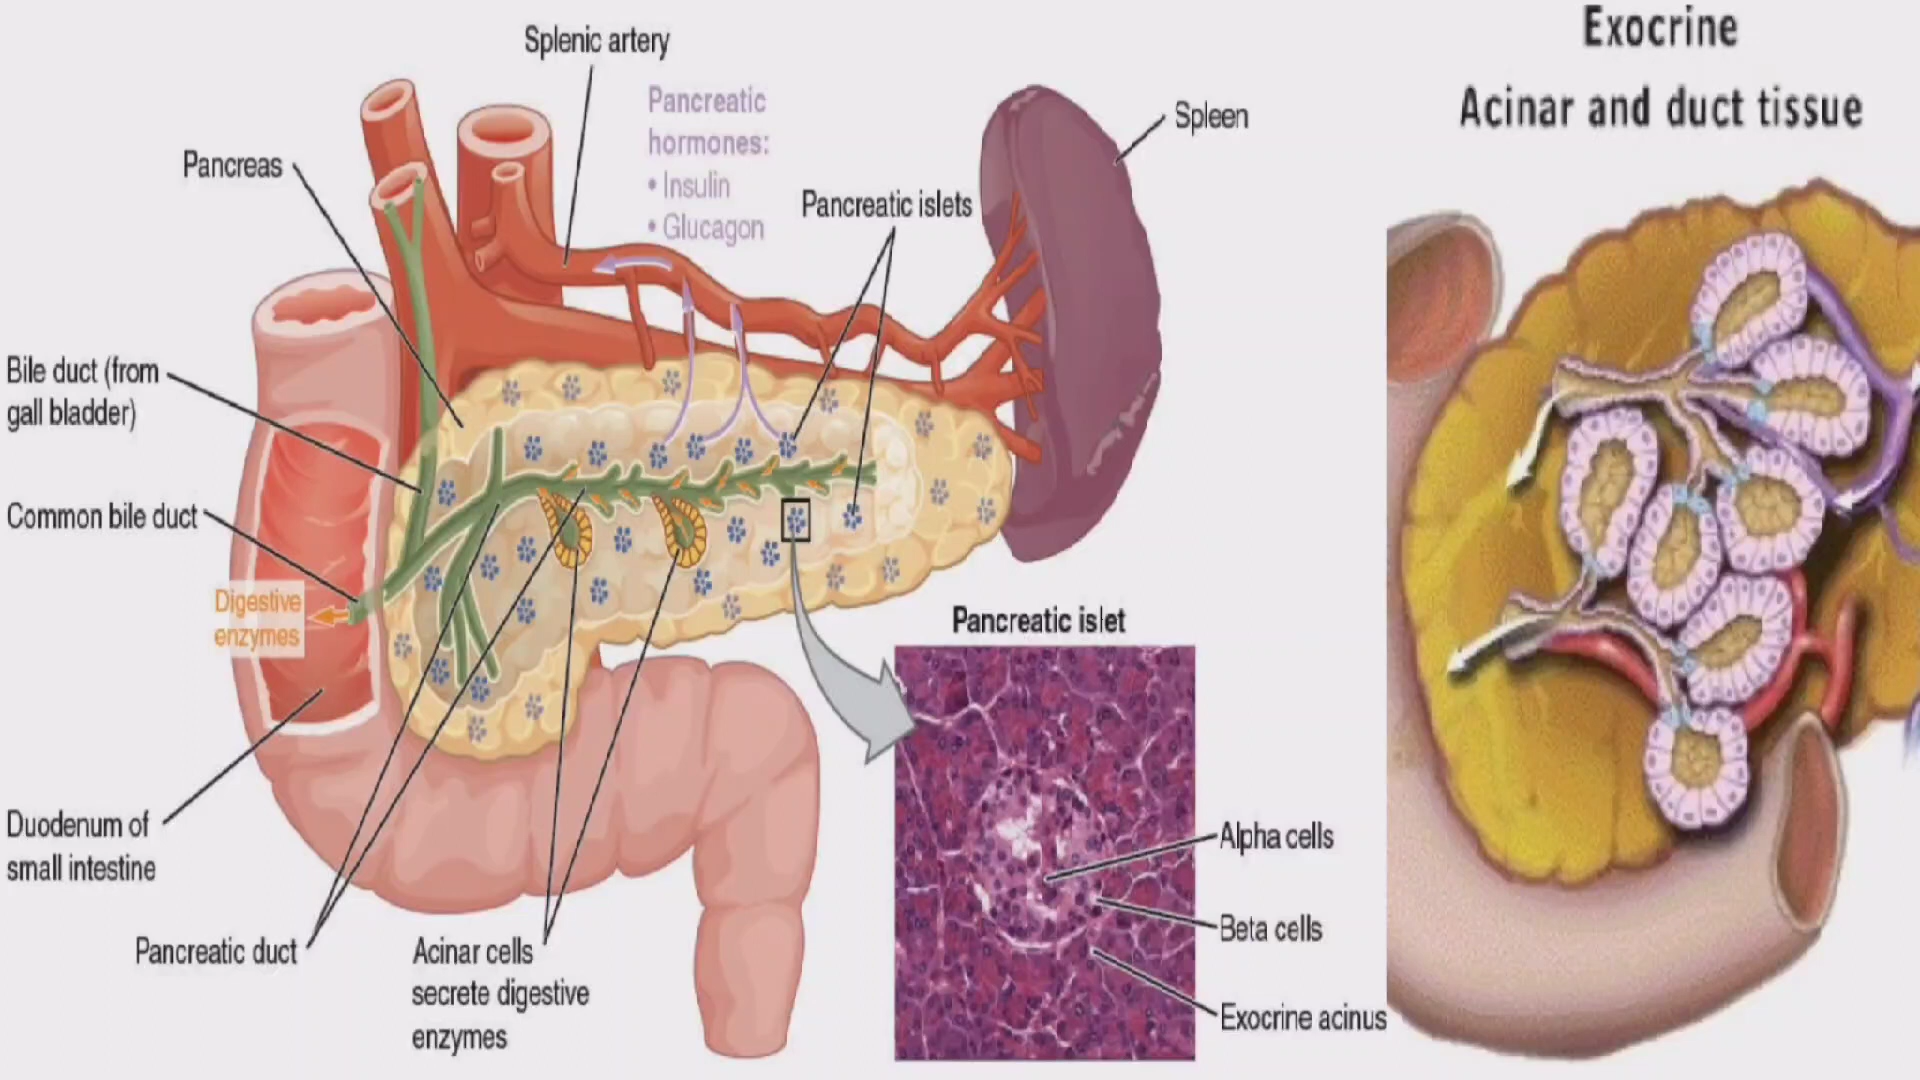 Splenic artery
Pancreatic
hormones:
• Insulin
• Glucagon
Spleen
Pancreas
Pancreatic islets
Bile duct (from
gall bladder)
Common bile duct
Digestive
enzymes
Pancreatic islet
Duodenum of
small intestine
Alpha cells
Beta cells
Exocrine acinus
Pancreatic duct
Acinar cells
secrete digestive
enzymes
Exocrine
Acinar and duct tissue